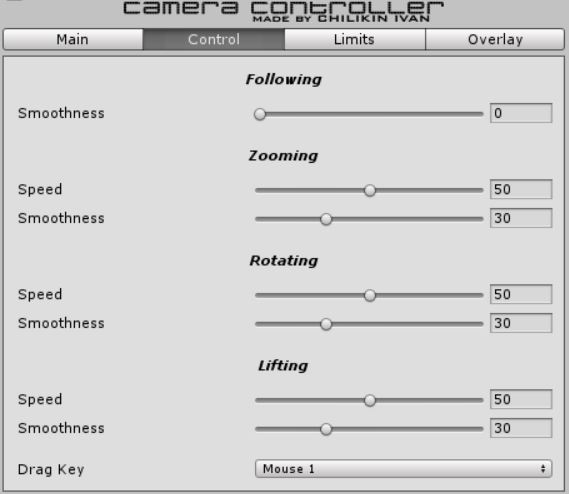 camera controller
MADE BY CHILIKIN IVAN
Main Control Limits Overlay
Following
Smoothness 0
Zooming
Speed 50
Smoothness 30
Rotating
Speed 50
Smoothness 30
Lifting
Speed 50
Smoothness 30
Drag Key Mouse 1